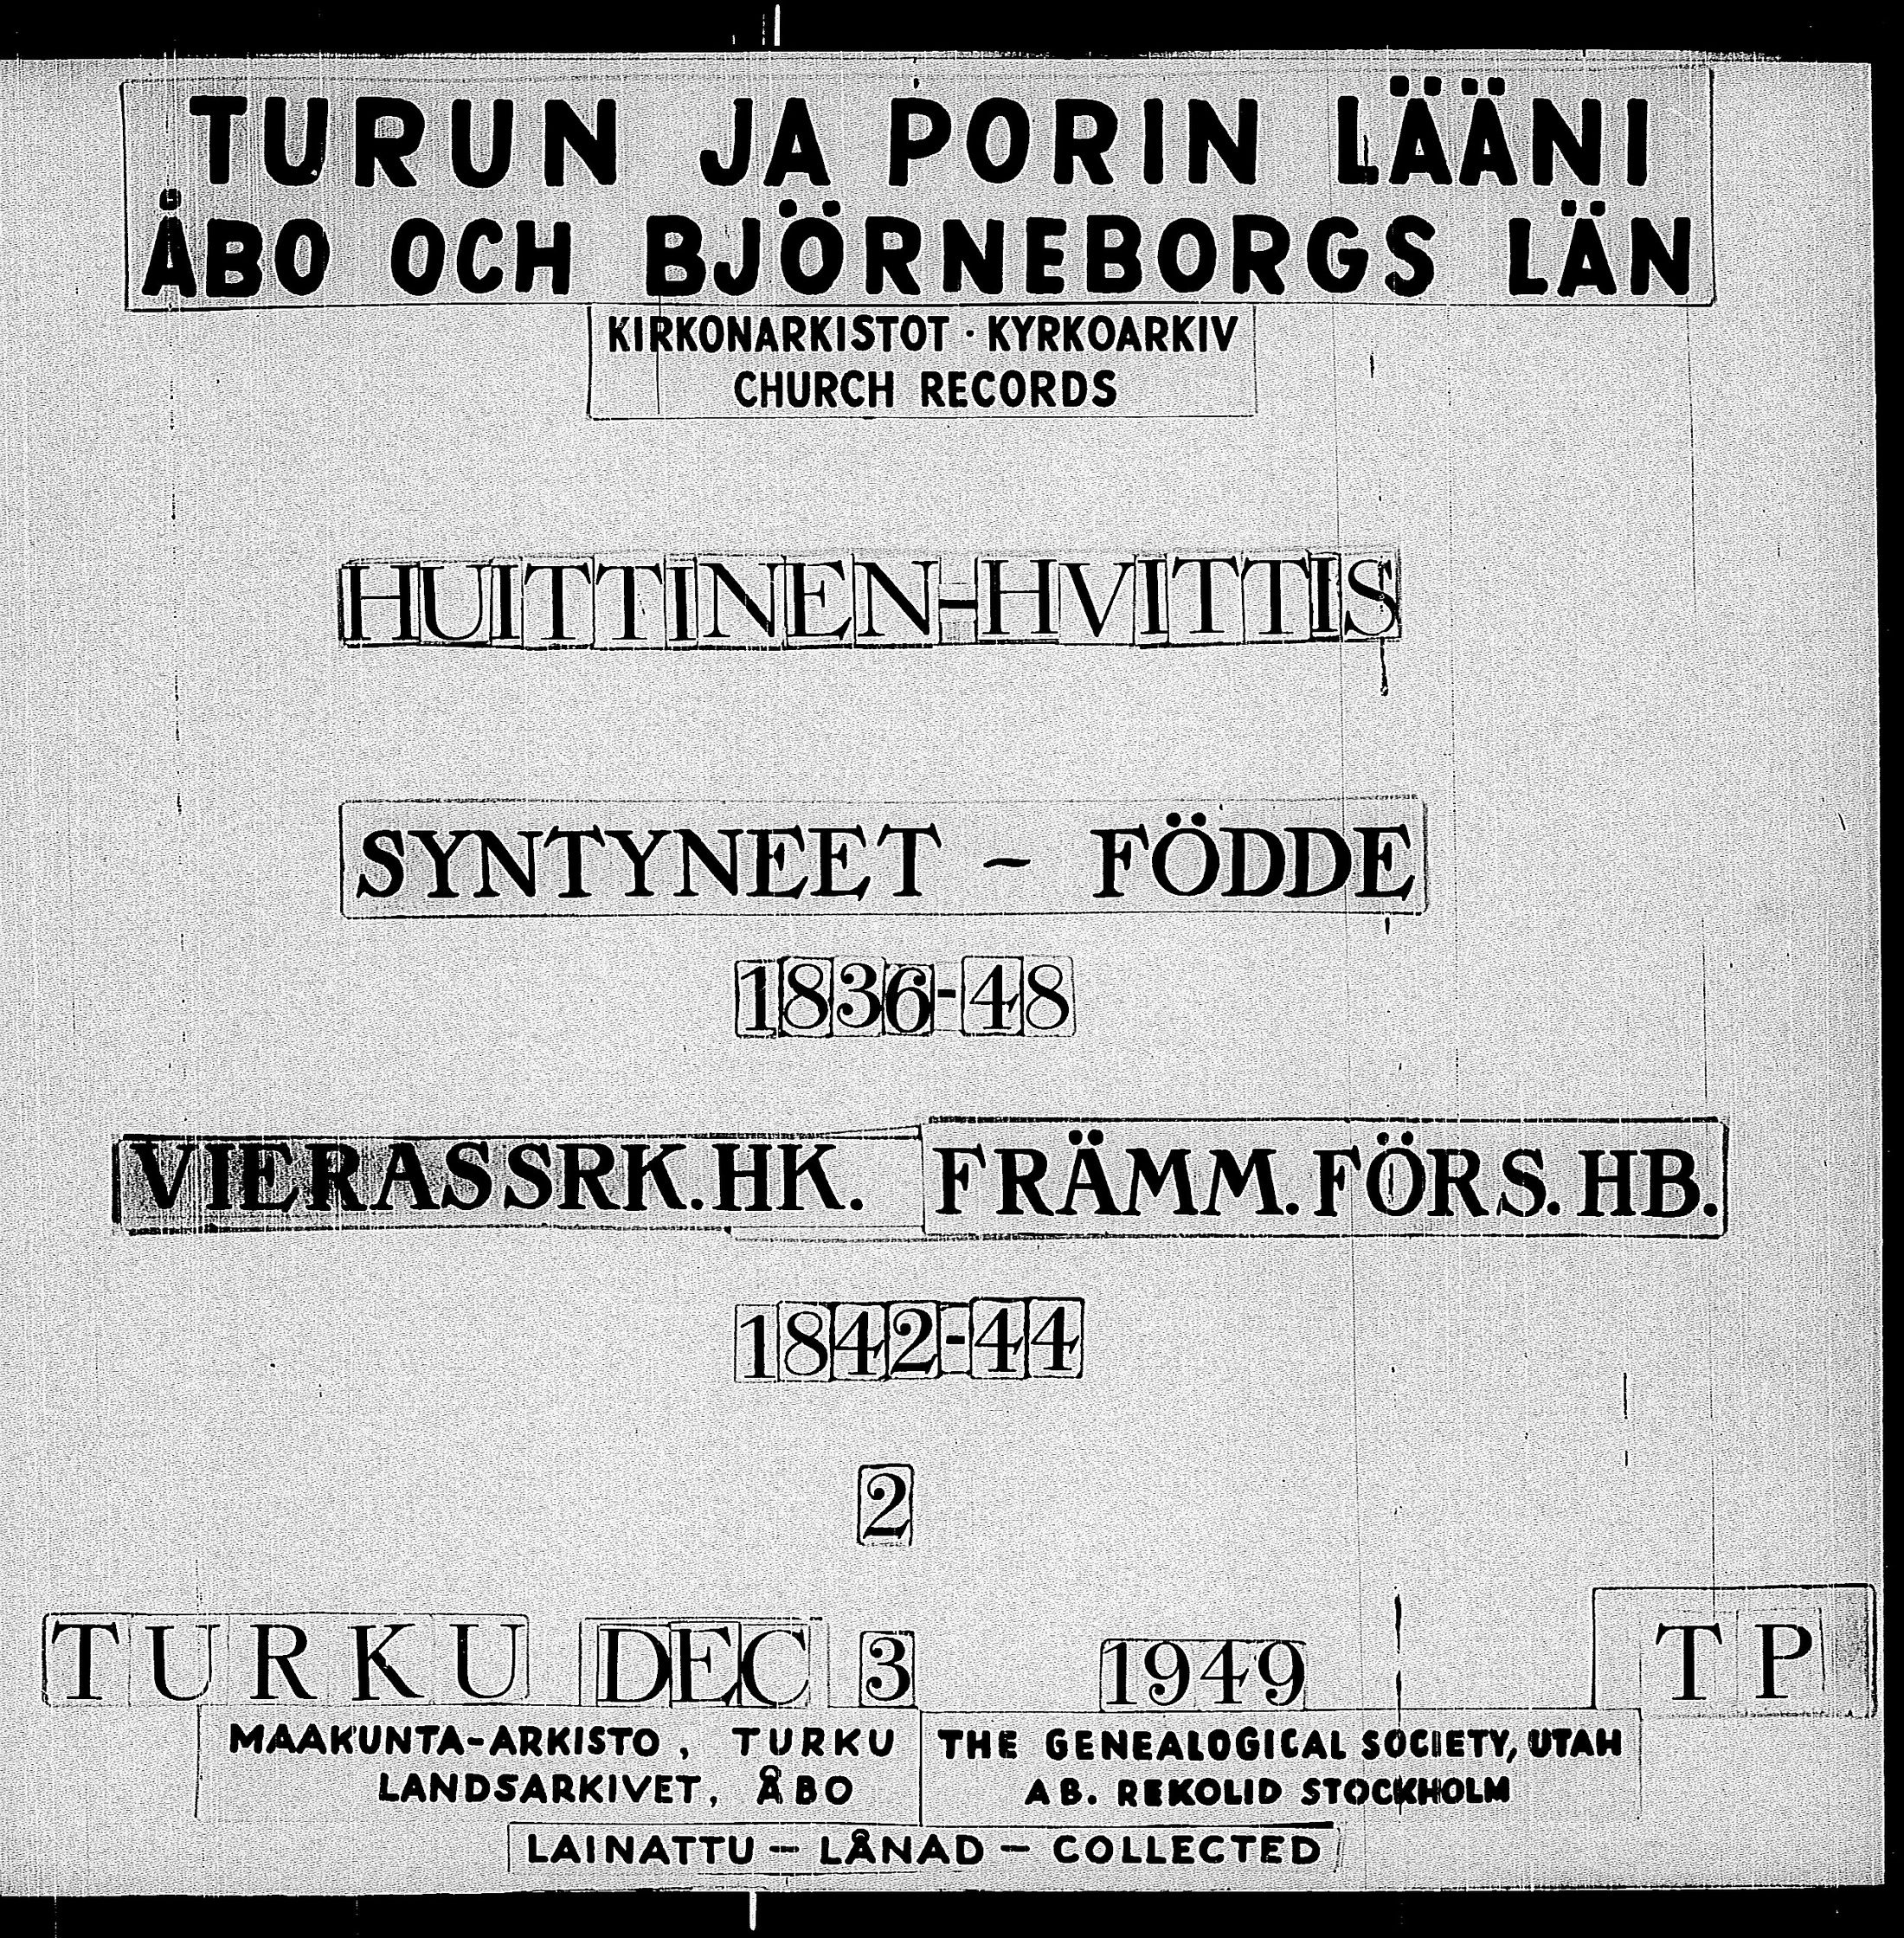 TURUN JA PORIN LÄÄNI
ÅBO OCH BJÖRNEBORGS LÄN
KIRKONARKISTOT · KYRKOARKIV
CHURCH RECORDS
HUITTINEN-HVITTIS
SYNTYNEET - FÖDDE
1836-48
VIERASSRK.HK. FRÄMM.FÖRS.HB.
1842-44
2
TURKU DEC 3 1949 TP
MAAKUNTA-ARKISTO, TURKU
LANDSARKIVET, ÅBO
THE GENEALOGICAL SOCIETY, UTAH
AB. REKOLID STOCKHOLM
LAINATTU - LÅNAD - COLLECTED